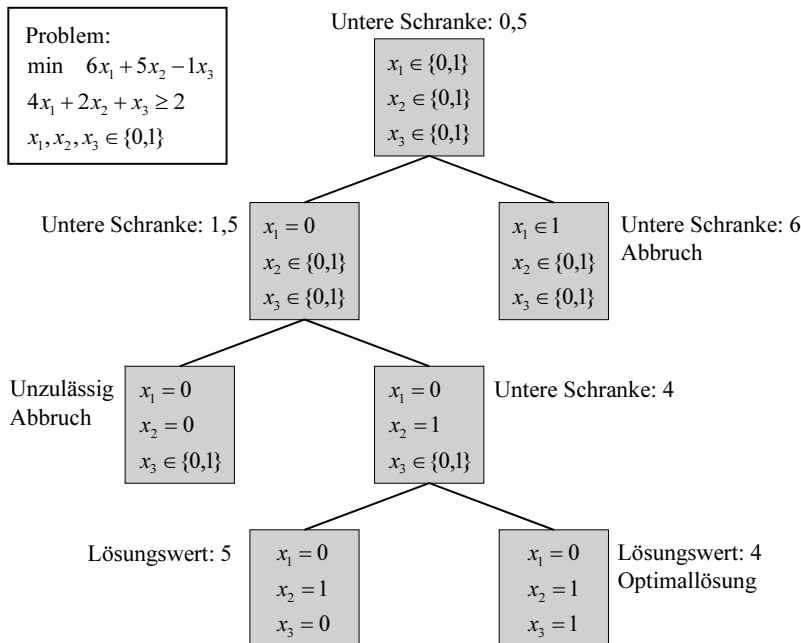 Untere Schranke: 0,5
Problem:
min 6x₁ + 5x₂ − 1x₃
4x₁ + 2x₂ + x₃ ≥ 2
x₁, x₂, x₃ ∈ {0,1}
x₁ ∈ {0,1}
x₂ ∈ {0,1}
x₃ ∈ {0,1}
Untere Schranke: 1,5
x₁ = 0
x₂ ∈ {0,1}
x₃ ∈ {0,1}
x₁ ∈ 1
x₂ ∈ {0,1}
x₃ ∈ {0,1}
Untere Schranke: 6
Abbruch
Unzulässig
Abbruch
x₁ = 0
x₂ = 0
x₃ ∈ {0,1}
x₁ = 0
x₂ = 1
x₃ ∈ {0,1}
Untere Schranke: 4
Lösungswert: 5
x₁ = 0
x₂ = 1
x₃ = 0
x₁ = 0
x₂ = 1
x₃ = 1
Lösungswert: 4
Optimallösung